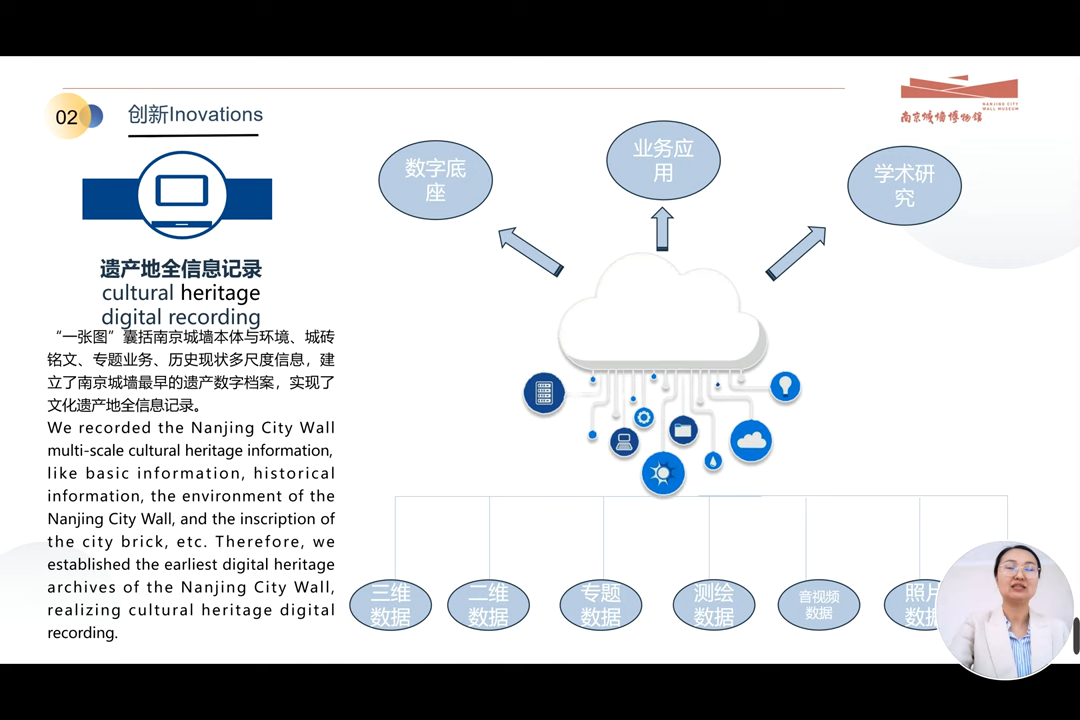 02
创新Inovations
NANJING CITY
WALL MUSEUM
南京城墙博物馆
数字底
座
业务应
用
学术研
究
遗产地全信息记录
cultural heritage
digital recording
“一张图”囊括南京城墙本体与环境、城砖
铭文、专题业务、历史现状多尺度信息，建
立了南京城墙最早的遗产数字档案，实现了
文化遗产地全信息记录。
We recorded the Nanjing City Wall
multi-scale cultural heritage information,
like basic information, historical
information, the environment of the
Nanjing City Wall, and the inscription of
the city brick, etc. Therefore, we
established the earliest digital heritage
archives of the Nanjing City Wall,
realizing cultural heritage digital
recording.
三维
数据
二维
数据
专题
数据
测绘
数据
音视频
数据
照片
数据